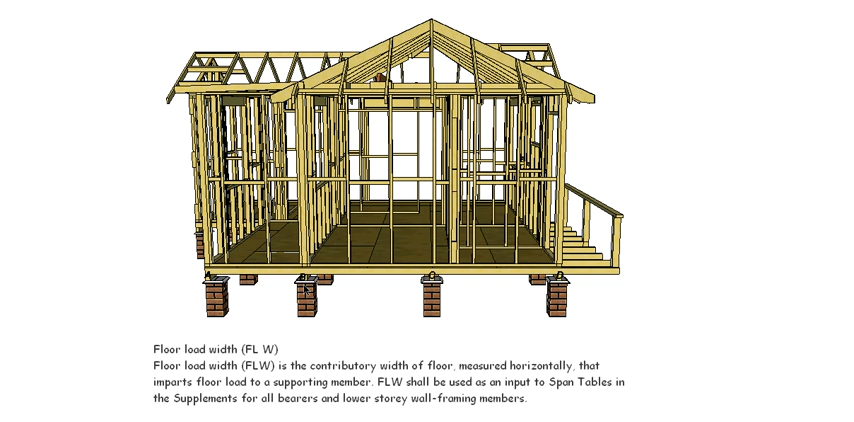 Floor load width (FL W)
Floor load width (FLW) is the contributory width of floor, measured horizontally, that
imparts floor load to a supporting member. FLW shall be used as an input to Span Tables in
the Supplements for all bearers and lower storey wall-framing members.